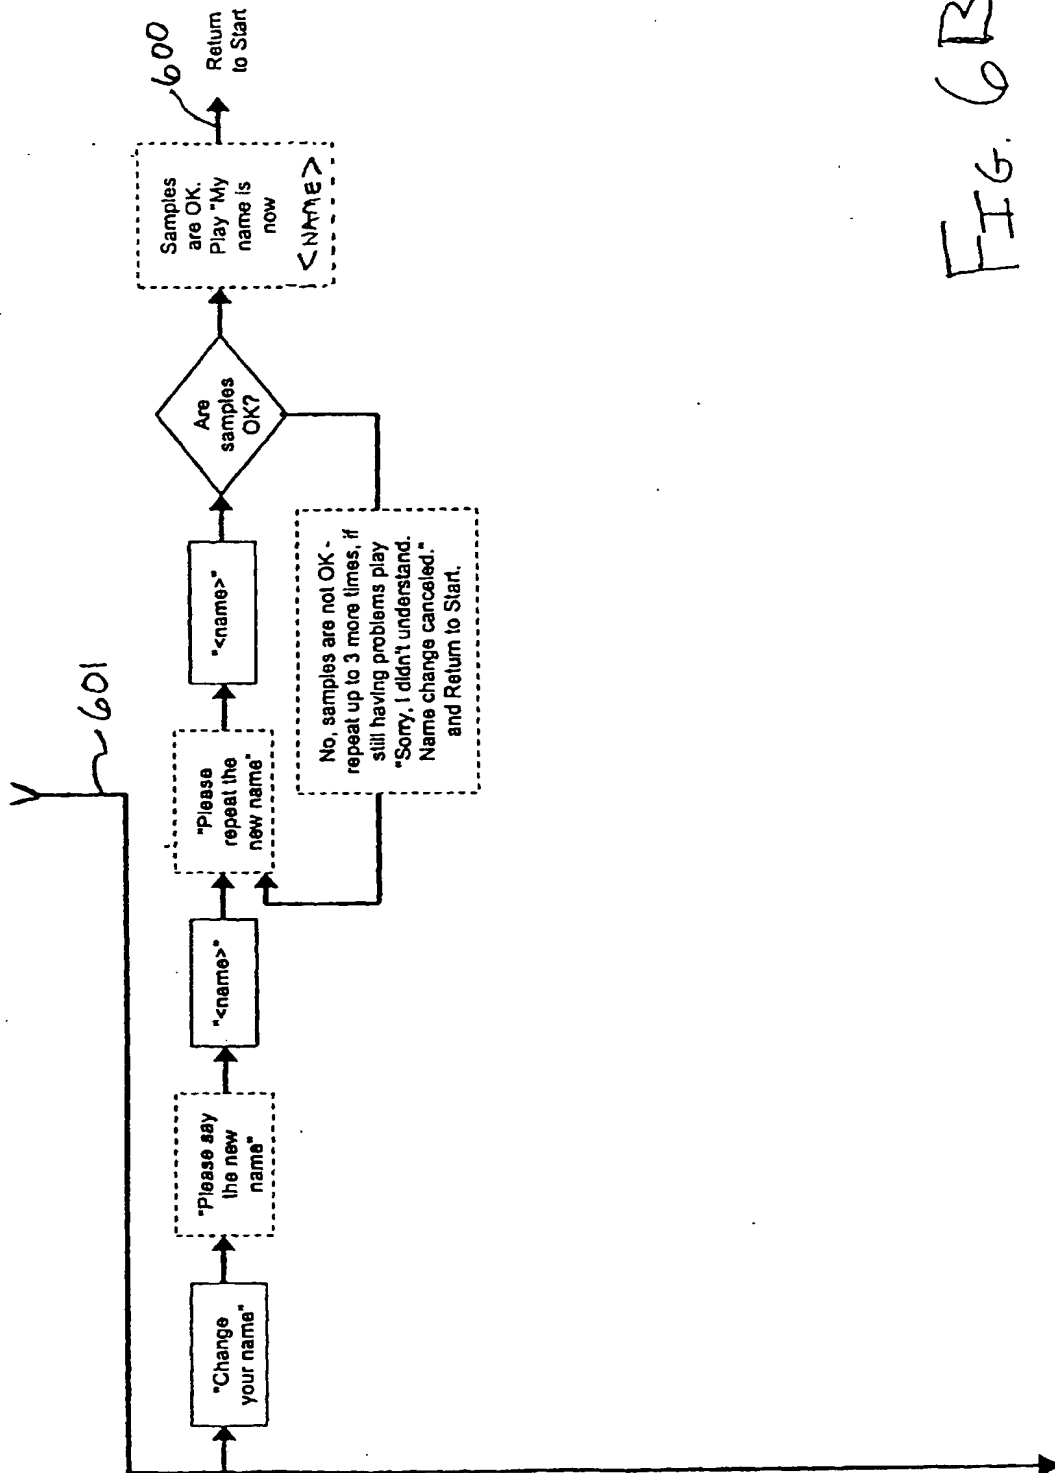 601
"Change
your name"
"Please say
the new
name"
"<name>"
"Please
repeat the
new name"
"<name>"
Are
samples
OK?
Samples
are OK.
Play "My
name is
now
<NAME>
600
Return
to Start
No, samples are not OK -
repeat up to 3 more times, if
still having problems play
"Sorry, I didn't understand.
Name change canceled."
and Return to Start.
FIG. 6B